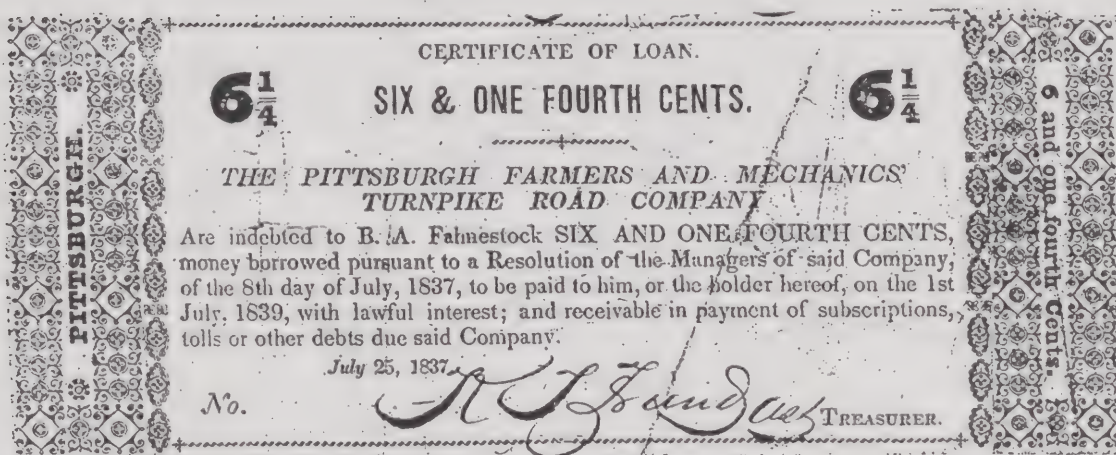 CERTIFICATE OF LOAN.
6 1/4 SIX & ONE FOURTH CENTS. 6 1/4
THE PITTSBURGH FARMERS AND MECHANICS'
TURNPIKE ROAD COMPANY
Are indebted to B. A. Fahnestock SIX AND ONE FOURTH CENTS,
money borrowed pursuant to a Resolution of the Managers of said Company,
of the 8th day of July, 1837, to be paid to him, or the holder hereof, on the 1st
July, 1839, with lawful interest; and receivable in payment of subscriptions,
tolls or other debts due said Company.
July 25, 1837.
No.
TREASURER.
PITTSBURGH.
6 and one fourth Cents.